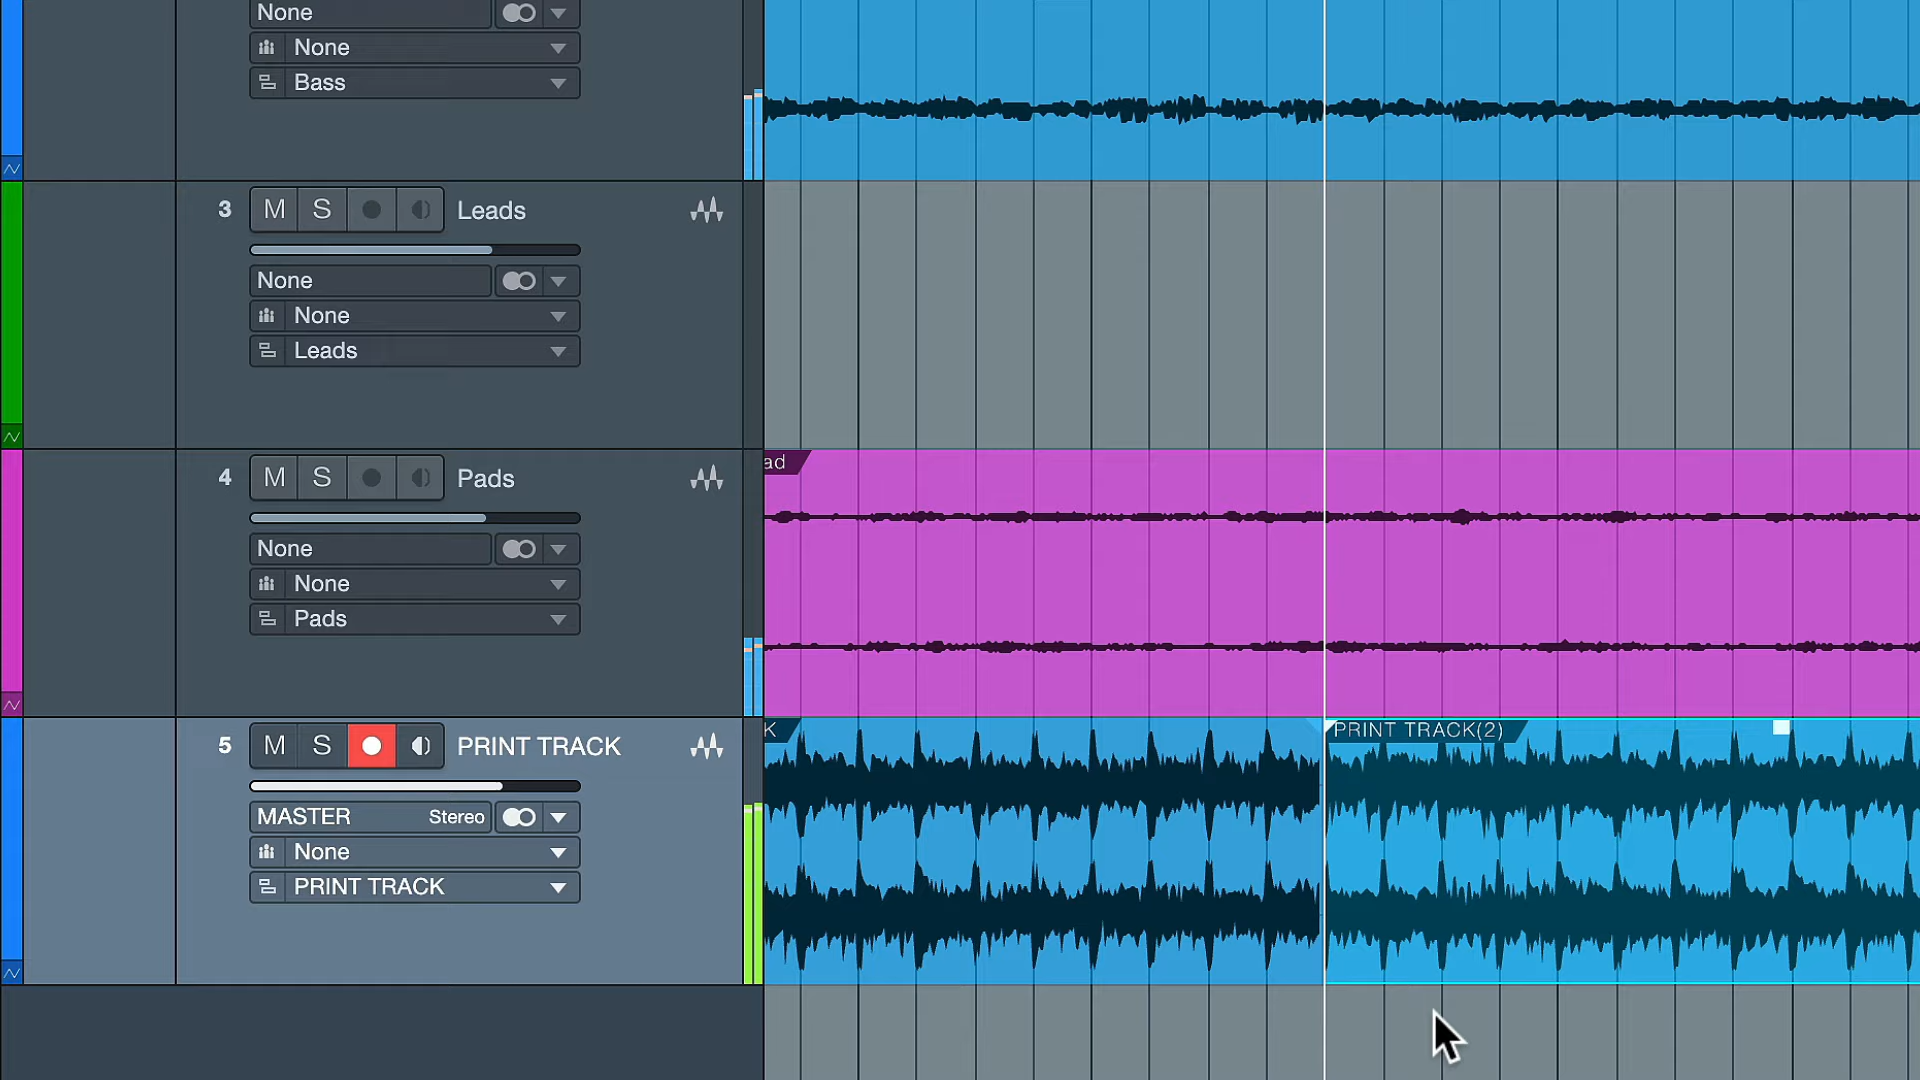 None
None
Bass
3 M S Leads
None
None
Leads
ad
4 M S Pads
None
None
Pads
K PRINT TRACK(2)
5 M S PRINT TRACK
MASTER Stereo
None
PRINT TRACK